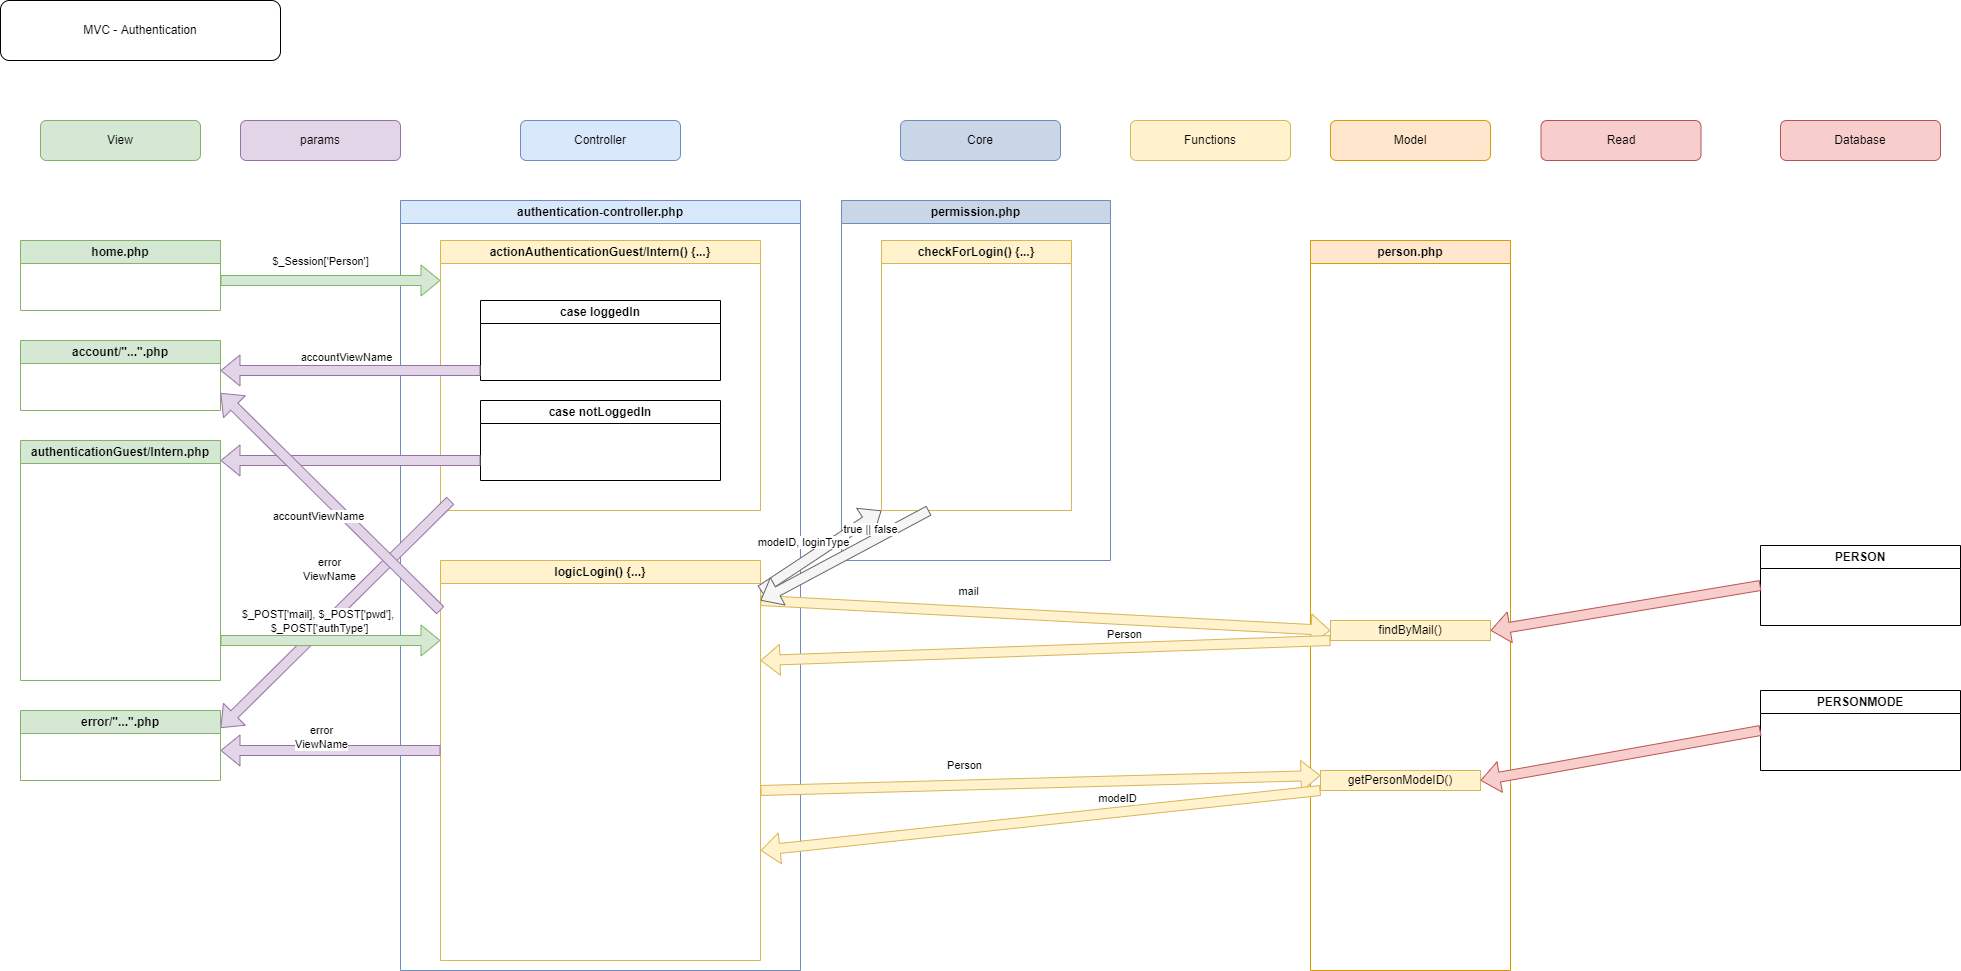 MVC - Authentication
View
params
Controller
Core
Functions
Model
Read
Database
authentication-controller.php
permission.php
home.php
$_Session['Person']
actionAuthenticationGuest/Intern() {...}
checkForLogin() {...}
person.php
case loggedIn
account/"...".php
accountViewName
case notLoggedIn
authenticationGuest/Intern.php
accountViewName
true || false
modeID, loginType
error
ViewName
logicLogin() {...}
PERSON
mail
$_POST['mail], $_POST['pwd'],
$_POST['authType']
Person
findByMail()
PERSONMODE
error/"...".php
error
ViewName
Person
getPersonModeID()
modeID